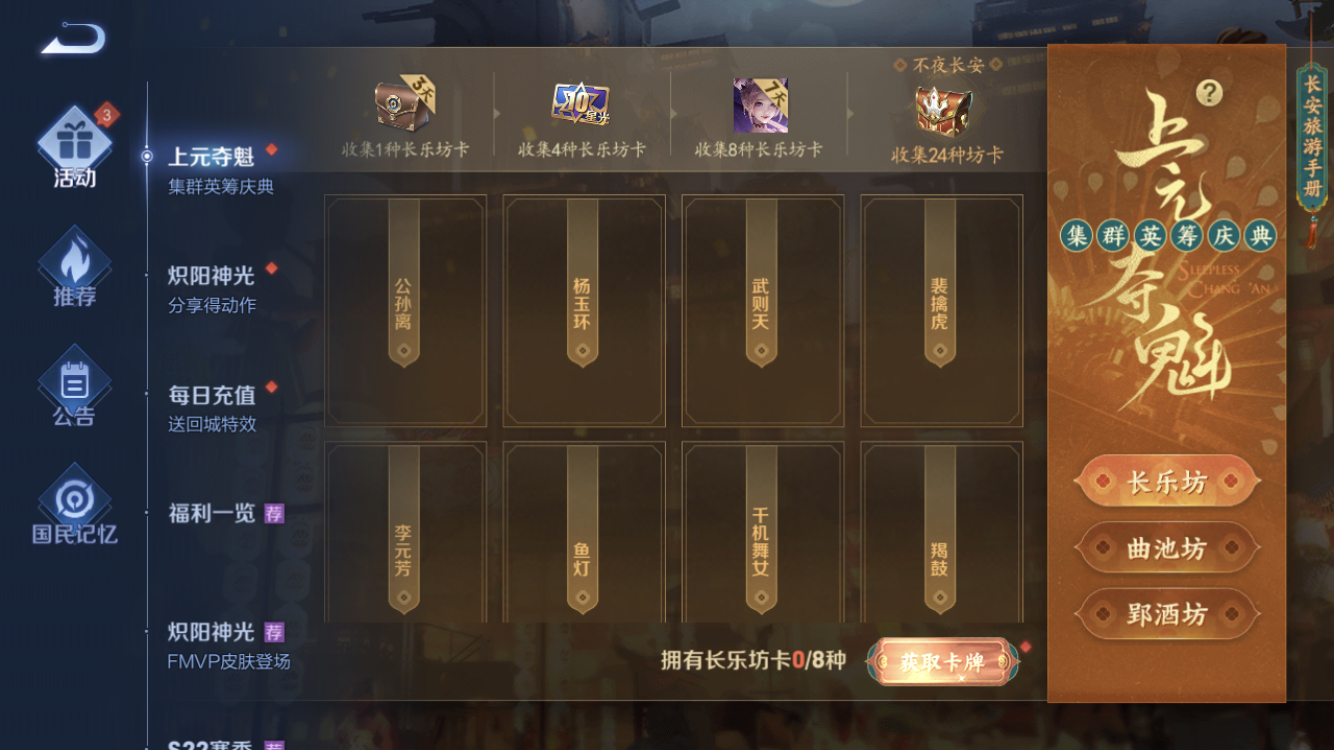 活动
3
推荐
公告
国民记忆
上元夺魁
集群英筹庆典
炽阳神光
分享得动作
每日充值
送回城特效
福利一览 荐
炽阳神光 荐
FMVP皮肤登场
S22赛季 荐
3天
收集1种长乐坊卡
10
星光
收集4种长乐坊卡
7天
收集8种长乐坊卡
不夜长安
收集24种坊卡
公孙离
杨玉环
武则天
裴擒虎
李元芳
鱼灯
千机舞女
羯鼓
拥有长乐坊卡0/8种
获取卡牌
?
上元
集群英筹庆典
SLEEPLESS
CHANG 'AN
夺魁
长乐坊
曲池坊
郢酒坊
长安旅游手册